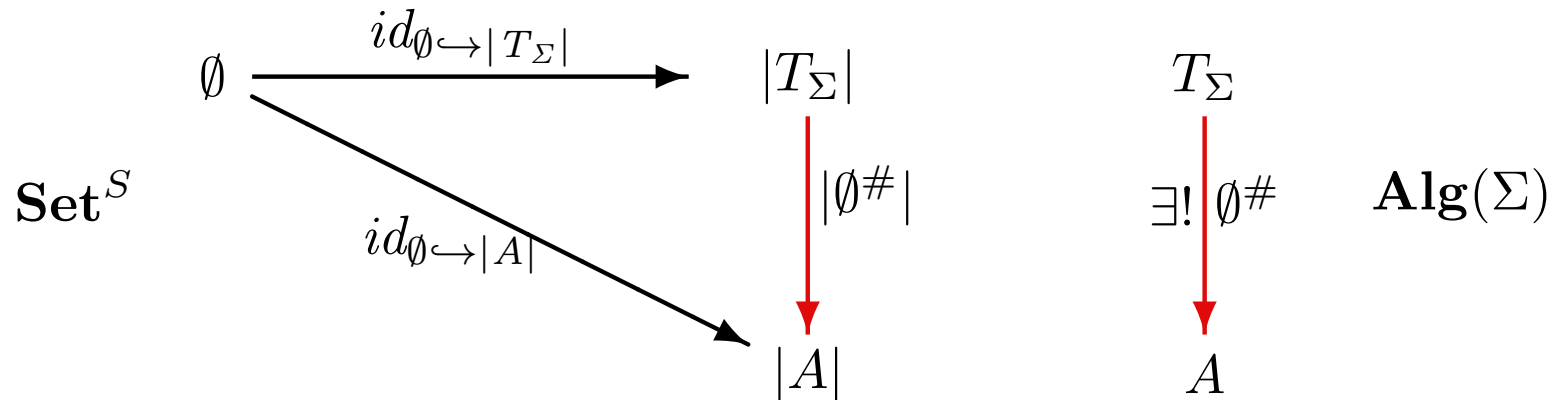 id_{∅↪|T_Σ|}
∅ |T_Σ| T_Σ
Set^S |∅^#| ∃! ∅^# Alg(Σ)
id_{∅↪|A|}
|A| A